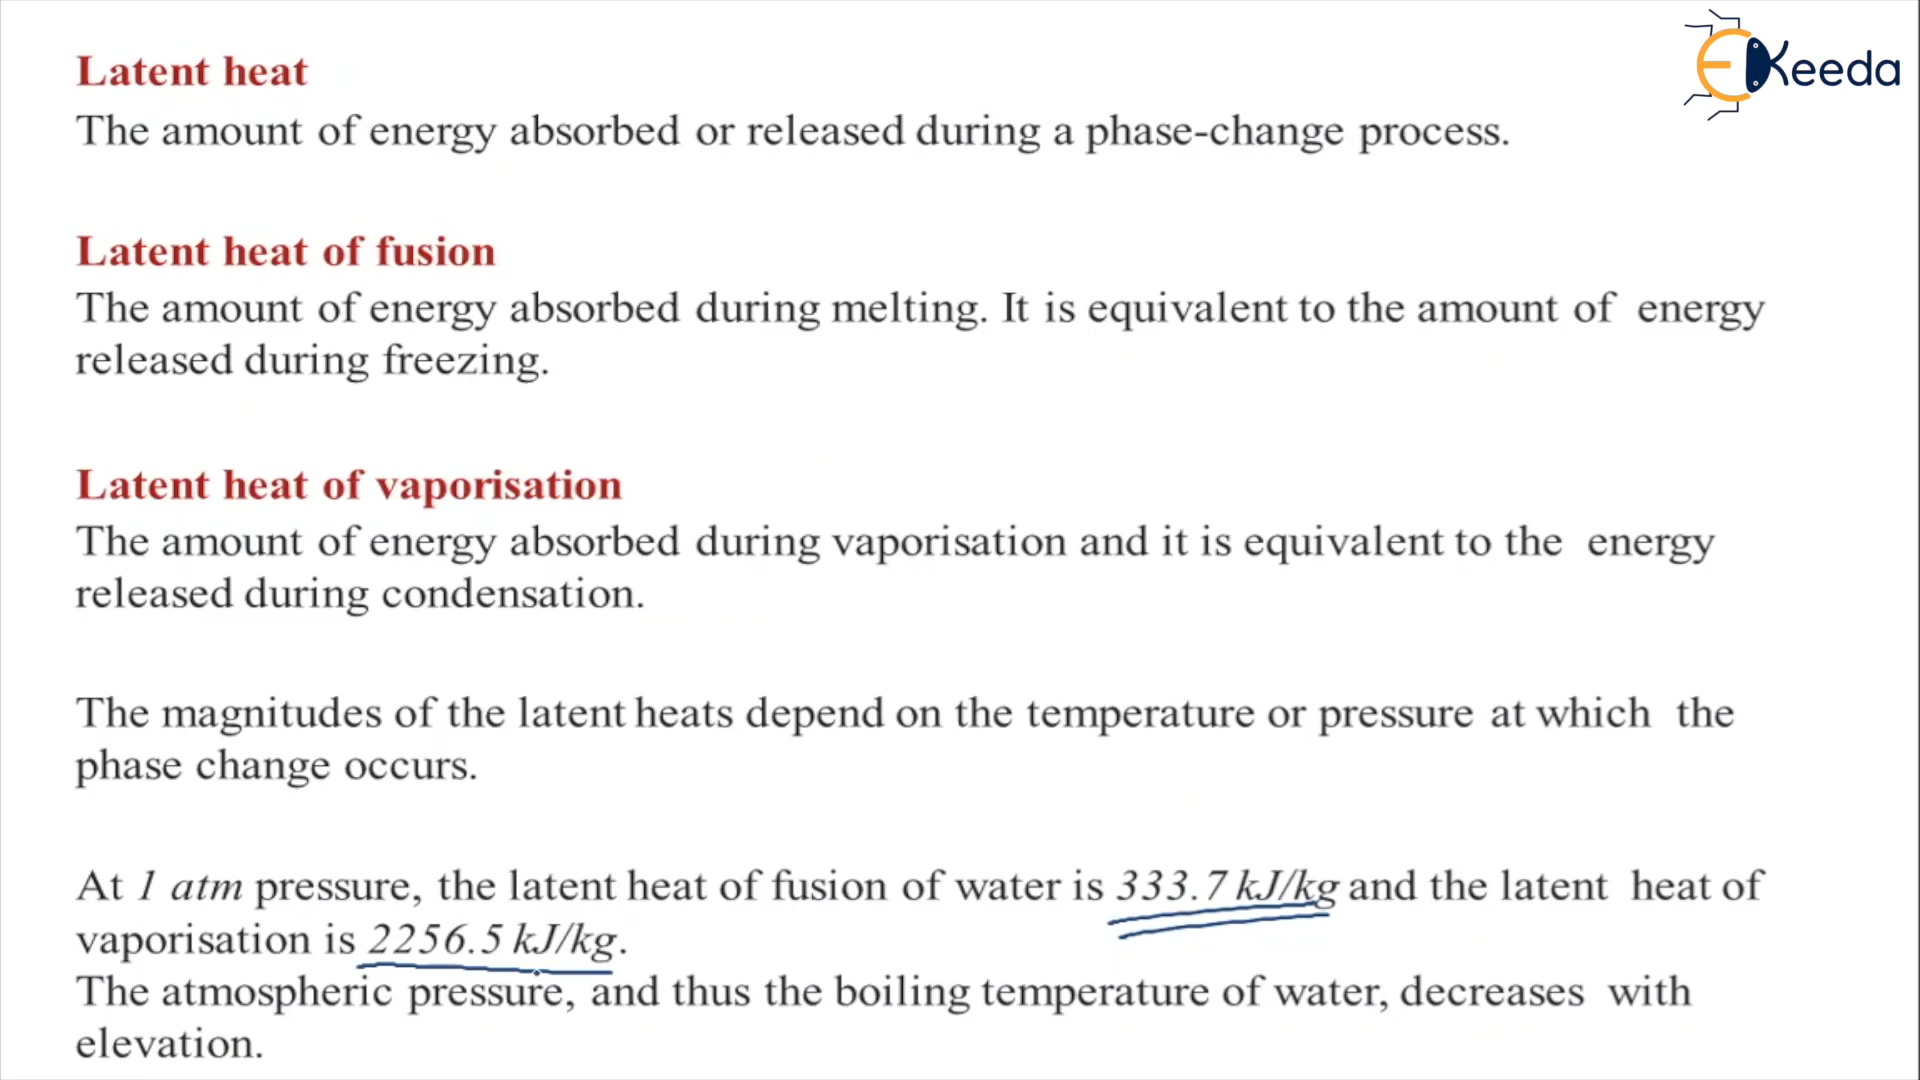 EKeeda
Latent heat
The amount of energy absorbed or released during a phase-change process.
Latent heat of fusion
The amount of energy absorbed during melting. It is equivalent to the amount of energy
released during freezing.
Latent heat of vaporisation
The amount of energy absorbed during vaporisation and it is equivalent to the energy
released during condensation.
The magnitudes of the latent heats depend on the temperature or pressure at which the
phase change occurs.
At 1 atm pressure, the latent heat of fusion of water is 333.7 kJ/kg and the latent heat of
vaporisation is 2256.5 kJ/kg.
The atmospheric pressure, and thus the boiling temperature of water, decreases with
elevation.